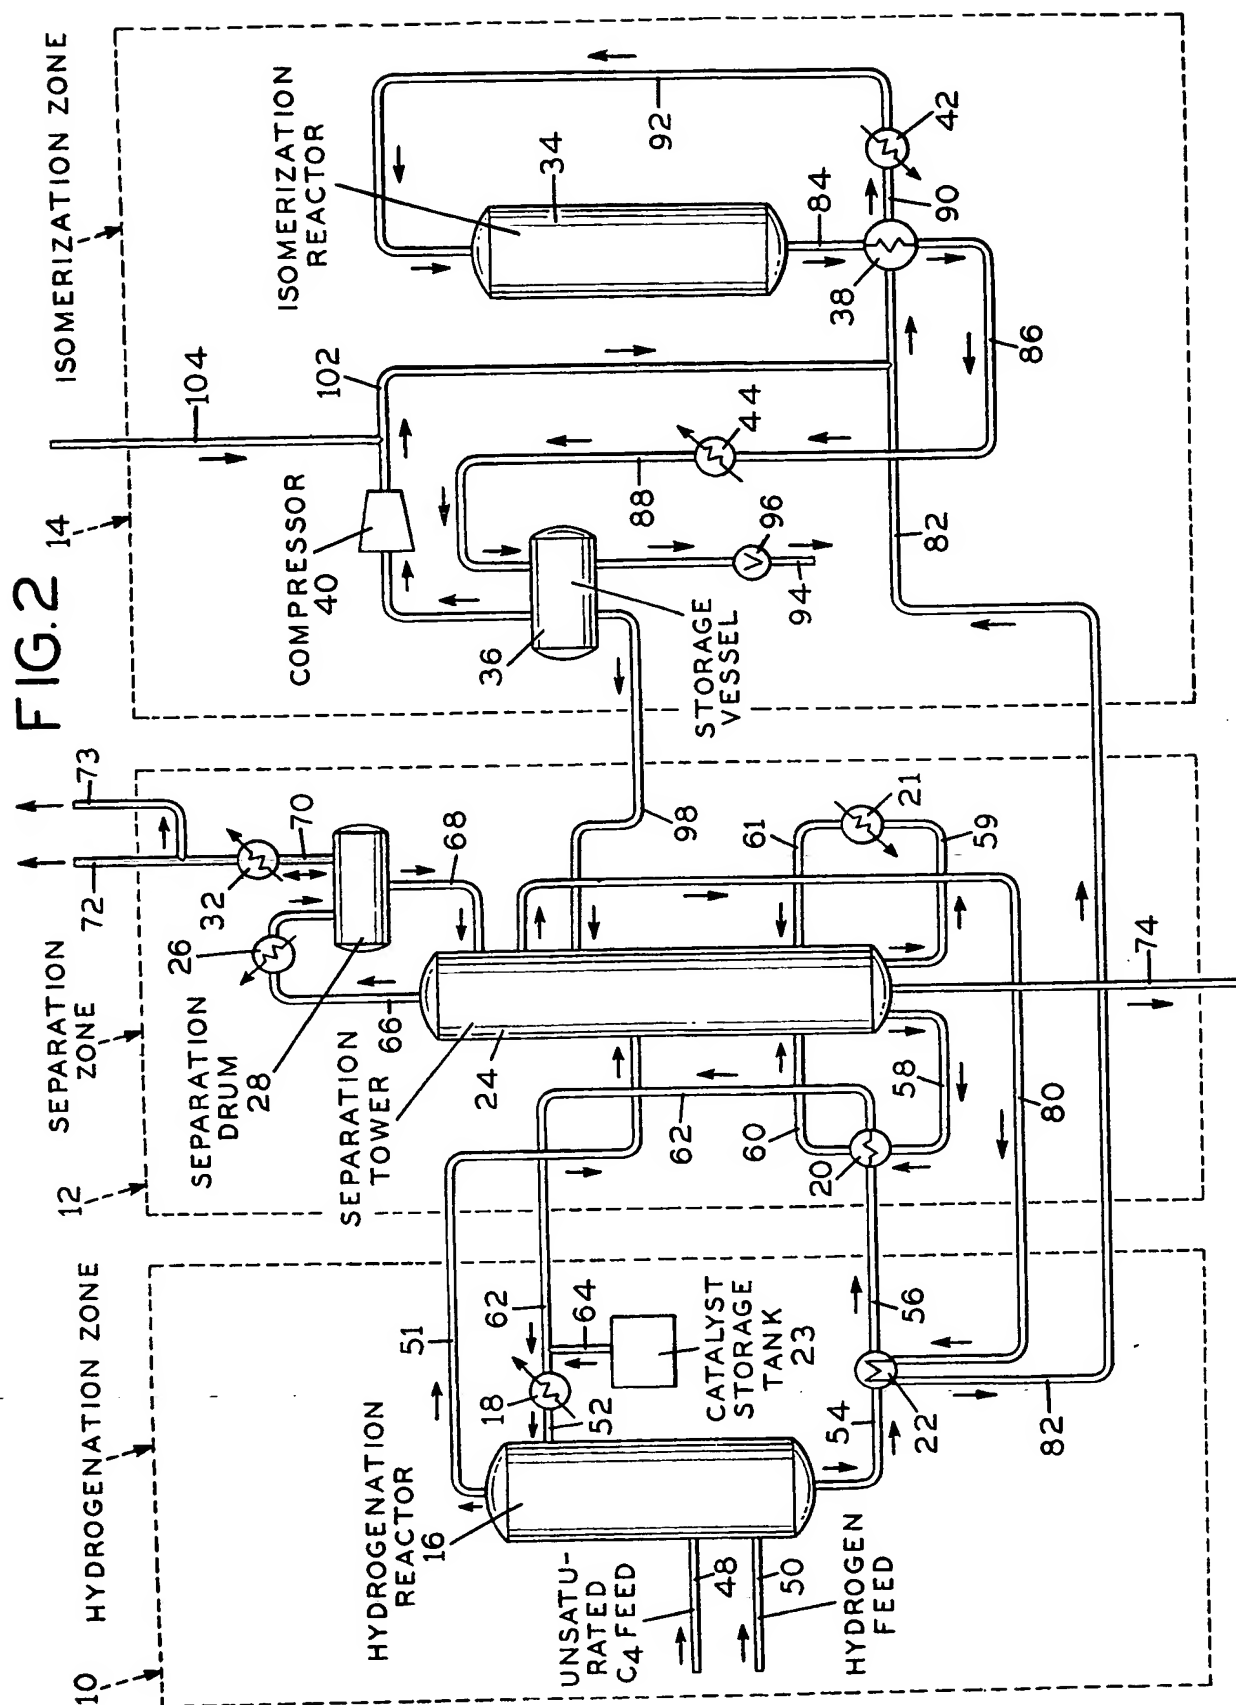 FIG. 2
10
HYDROGENATION ZONE
12
SEPARATION
ZONE
14
ISOMERIZATION ZONE
72
73
104
SEPARATION
DRUM
28
26
32
70
68
66
SEPARATION
TOWER
24
HYDROGENATION
REACTOR
16
51
18
52
62
64
CATALYST
STORAGE
TANK
23
UNSATU-
RATED
C4 FEED
48
50
HYDROGEN
FEED
54
22
56
82
62
60
20
58
80
61
21
59
74
98
COMPRESSOR
40
36
STORAGE
VESSEL
102
88
44
96
94
82
ISOMERIZATION
REACTOR
34
92
84
38
90
42
86